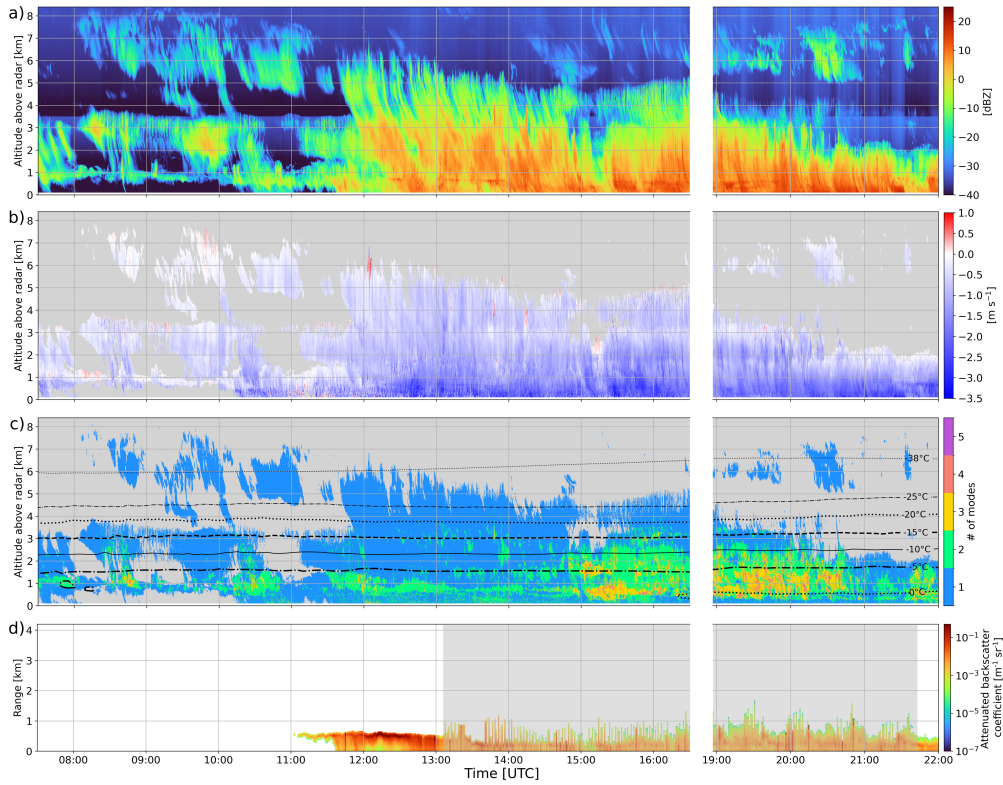 a)
Altitude above radar [km]
8
7
6
5
4
3
2
1
0
20
10
0
−10
−20
−30
−40
[dBZ]
b)
Altitude above radar [km]
8
7
6
5
4
3
2
1
0
1.0
0.5
0.0
−0.5
−1.0
−1.5
−2.0
−2.5
−3.0
−3.5
[m s⁻¹]
c)
Altitude above radar [km]
8
7
6
5
4
3
2
1
0
-38°C
-25°C
-20°C
-15°C
-10°C
-5°C
0°C
5
4
3
2
1
# of modes
d)
Range [km]
4
3
2
1
0
10⁻¹
10⁻³
10⁻⁵
10⁻⁷
Attenuated backscatter
coefficient [m⁻¹ sr⁻¹]
08:00 09:00 10:00 11:00 12:00 13:00 14:00 15:00 16:00 19:00 20:00 21:00 22:00
Time [UTC]